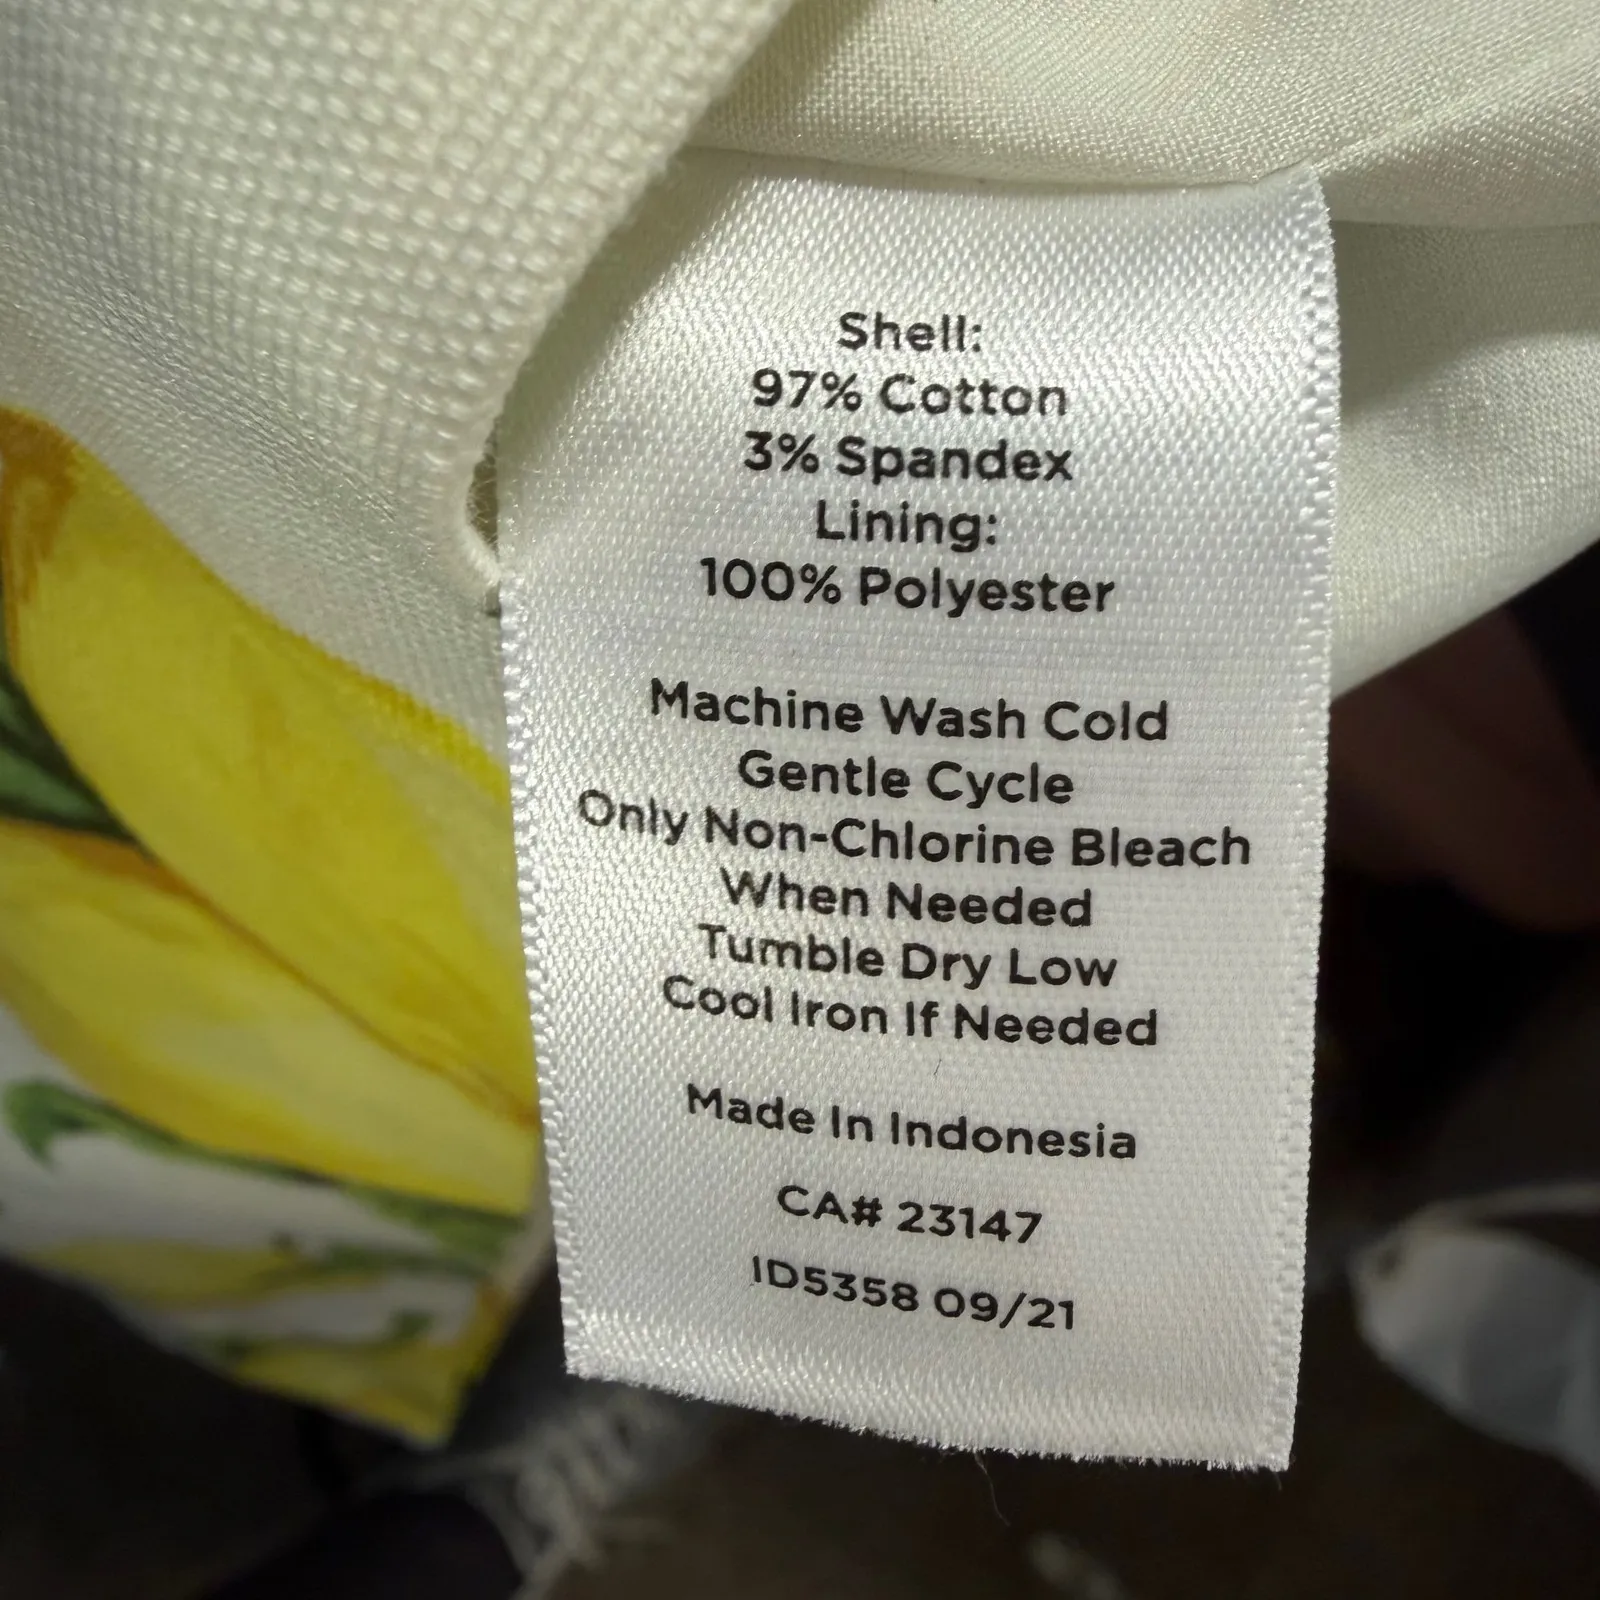 Shell:
97% Cotton
3% Spandex
Lining:
100% Polyester
Machine Wash Cold
Gentle Cycle
Only Non-Chlorine Bleach
When Needed
Tumble Dry Low
Cool Iron If Needed
Made In Indonesia
CA# 23147
ID5358 09/21